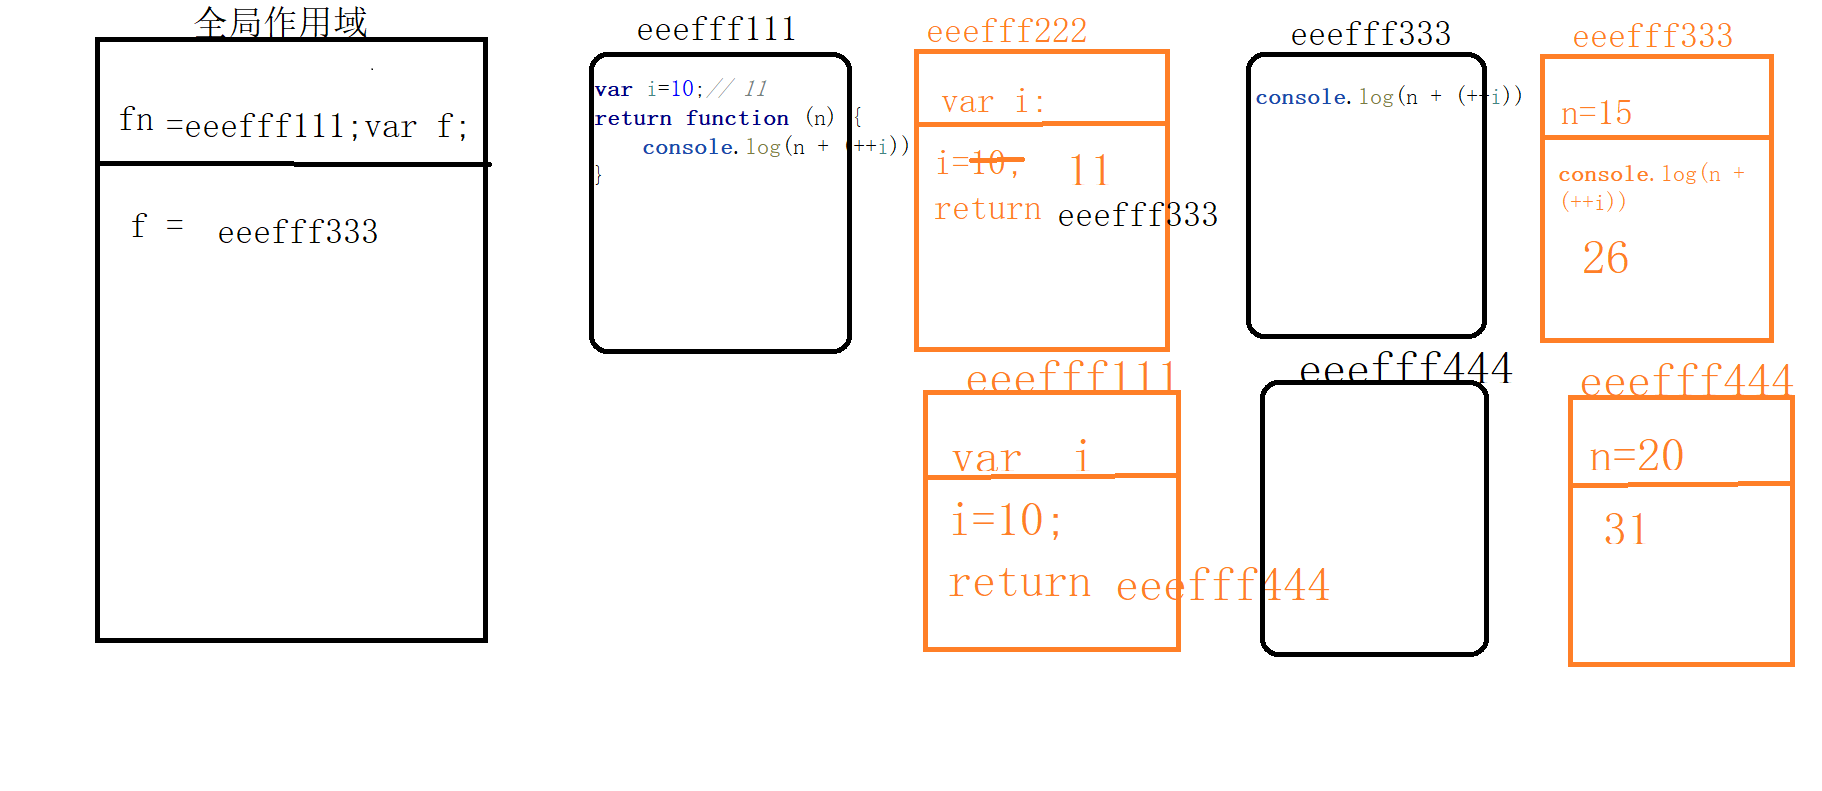 全局作用域
fn =eeefff111;var f;
f = eeefff333
eeefff111
var i=10;// 11
return function (n) {
console.log(n + (++i))
}
eeefff222
var i:
i=10; 11
return eeefff333
eeefff333
console.log(n + (++i))
eeefff333
n=15
console.log(n +
(++i))
26
eeefff111
var i
i=10;
return eeefff444
eeefff444
eeefff444
n=20
31